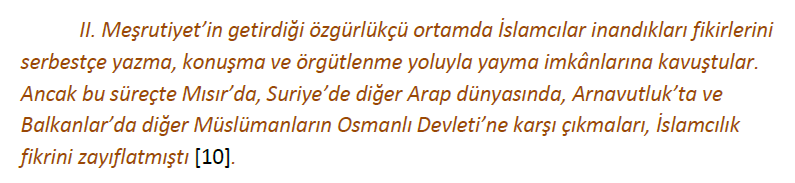 II. Meşrutiyet’in getirdiği özgürlükçü ortamda İslamcılar inandıkları fikirlerini
serbestçe yazma, konuşma ve örgütlenme yoluyla yayma imkânlarına kavuştular.
Ancak bu süreçte Mısır’da, Suriye’de diğer Arap dünyasında, Arnavutluk’ta ve
Balkanlar’da diğer Müslümanların Osmanlı Devleti’ne karşı çıkmaları, İslamcılık
fikrini zayıflatmıştı [10].